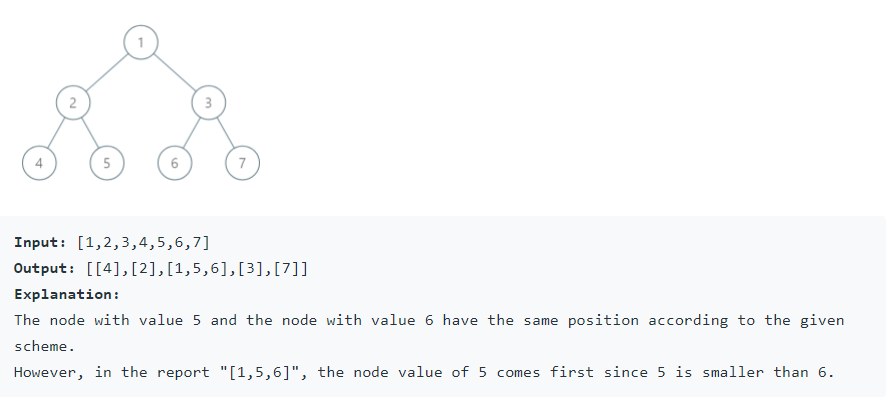 1
2 3
4 5 6 7
Input: [1,2,3,4,5,6,7]
Output: [[4],[2],[1,5,6],[3],[7]]
Explanation:
The node with value 5 and the node with value 6 have the same position according to the given
scheme.
However, in the report "[1,5,6]", the node value of 5 comes first since 5 is smaller than 6.